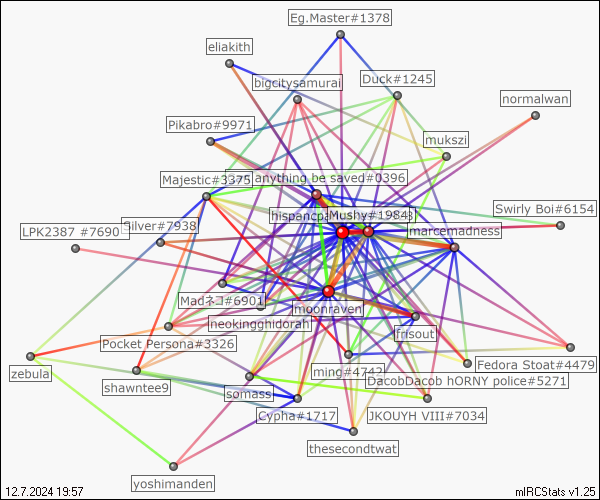 Eg.Master#1378
eliakith
bigcitysamurai
Duck#1245
normalwan
Pikabro#9971
mukszi
Majestic#3375
anything be saved#0396
Swirly Boi#6154
Mushy#1984
LPK2387 #7690
Silver#7938
marcemadness
Madネコ#6901
moonraven
neokingghidorah
frisout
Pocket Persona#3326
Fedora Stoat#4479
zebula
ming#4742
DacobDacob hORNY police#5271
shawntee9
somass
Cypha#1717
JKOUYH VIII#7034
thesecondtwat
yoshimanden
12.7.2024 19:57
mIRCStats v1.25